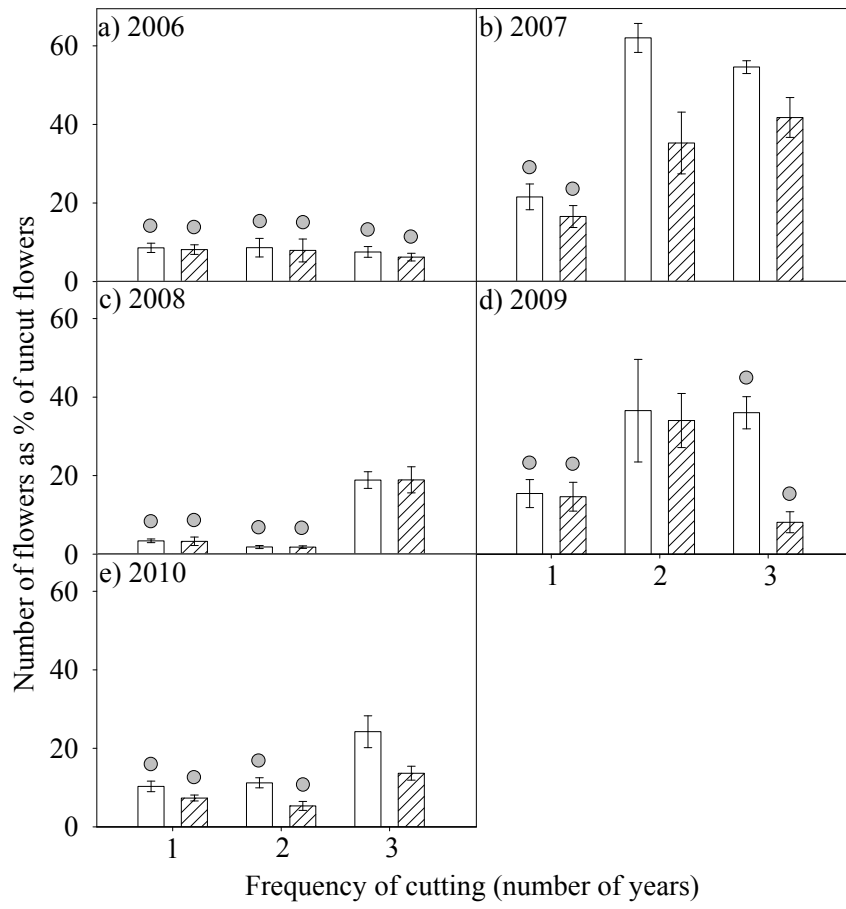 Number of flowers as % of uncut flowers
a) 2006
60
40
20
0
b) 2007
c) 2008
60
40
20
0
d) 2009
1 2 3
e) 2010
60
40
20
0
1 2 3
Frequency of cutting (number of years)